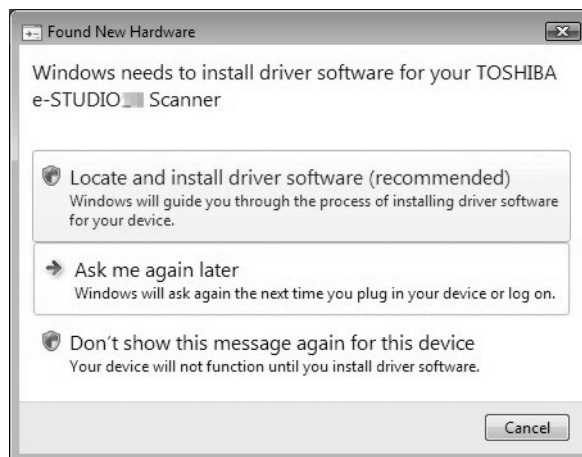 Found New Hardware
Windows needs to install driver software for your TOSHIBA
e-STUDIO Scanner
Locate and install driver software (recommended)
Windows will guide you through the process of installing driver software
for your device.
Ask me again later
Windows will ask again the next time you plug in your device or log on.
Don't show this message again for this device
Your device will not function until you install driver software.
Cancel